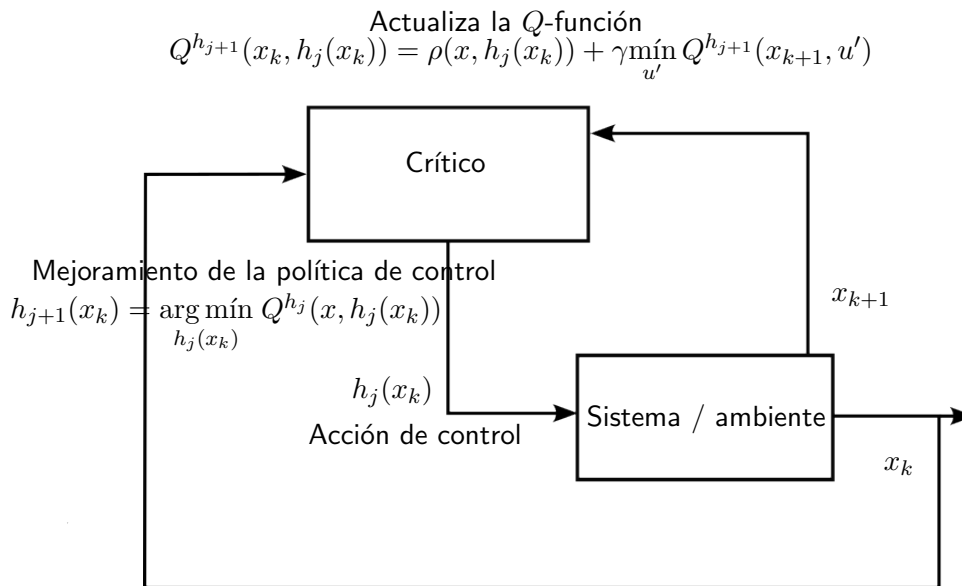 Actualiza la Q-función
Q^{h_{j+1}}(x_k, h_j(x_k)) = ρ(x, h_j(x_k)) + γ mín_{u'} Q^{h_{j+1}}(x_{k+1}, u')
Crítico
Mejoramiento de la política de control
h_{j+1}(x_k) = arg mín_{h_j(x_k)} Q^{h_j}(x, h_j(x_k))
x_{k+1}
h_j(x_k)
Acción de control
Sistema / ambiente
x_k